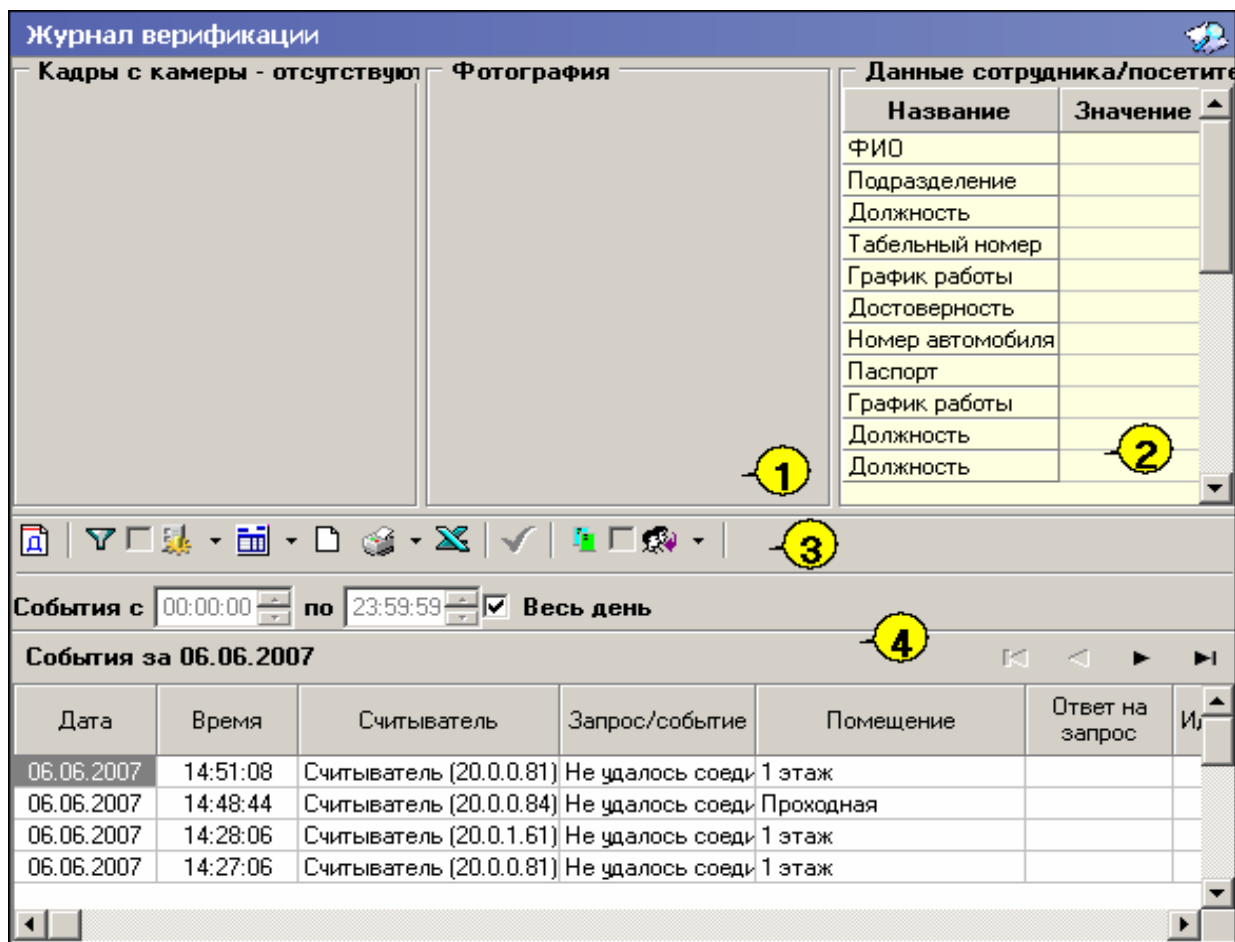 Журнал верификации
Кадры с камеры - отсутствуют
Фотография
Данные сотрудника/посетите
Название Значение
ФИО
Подразделение
Должность
Табельный номер
График работы
Достоверность
Номер автомобиля
Паспорт
График работы
Должность
Должность
1
2
Д
3
События с 00:00:00 по 23:59:59 Весь день
4
События за 06.06.2007
Дата Время Считыватель Запрос/событие Помещение Ответ на запрос
06.06.2007 14:51:08 Считыватель (20.0.0.81) Не удалось соеди 1 этаж
06.06.2007 14:48:44 Считыватель (20.0.0.84) Не удалось соеди Проходная
06.06.2007 14:28:06 Считыватель (20.0.1.61) Не удалось соеди 1 этаж
06.06.2007 14:27:06 Считыватель (20.0.0.81) Не удалось соеди 1 этаж